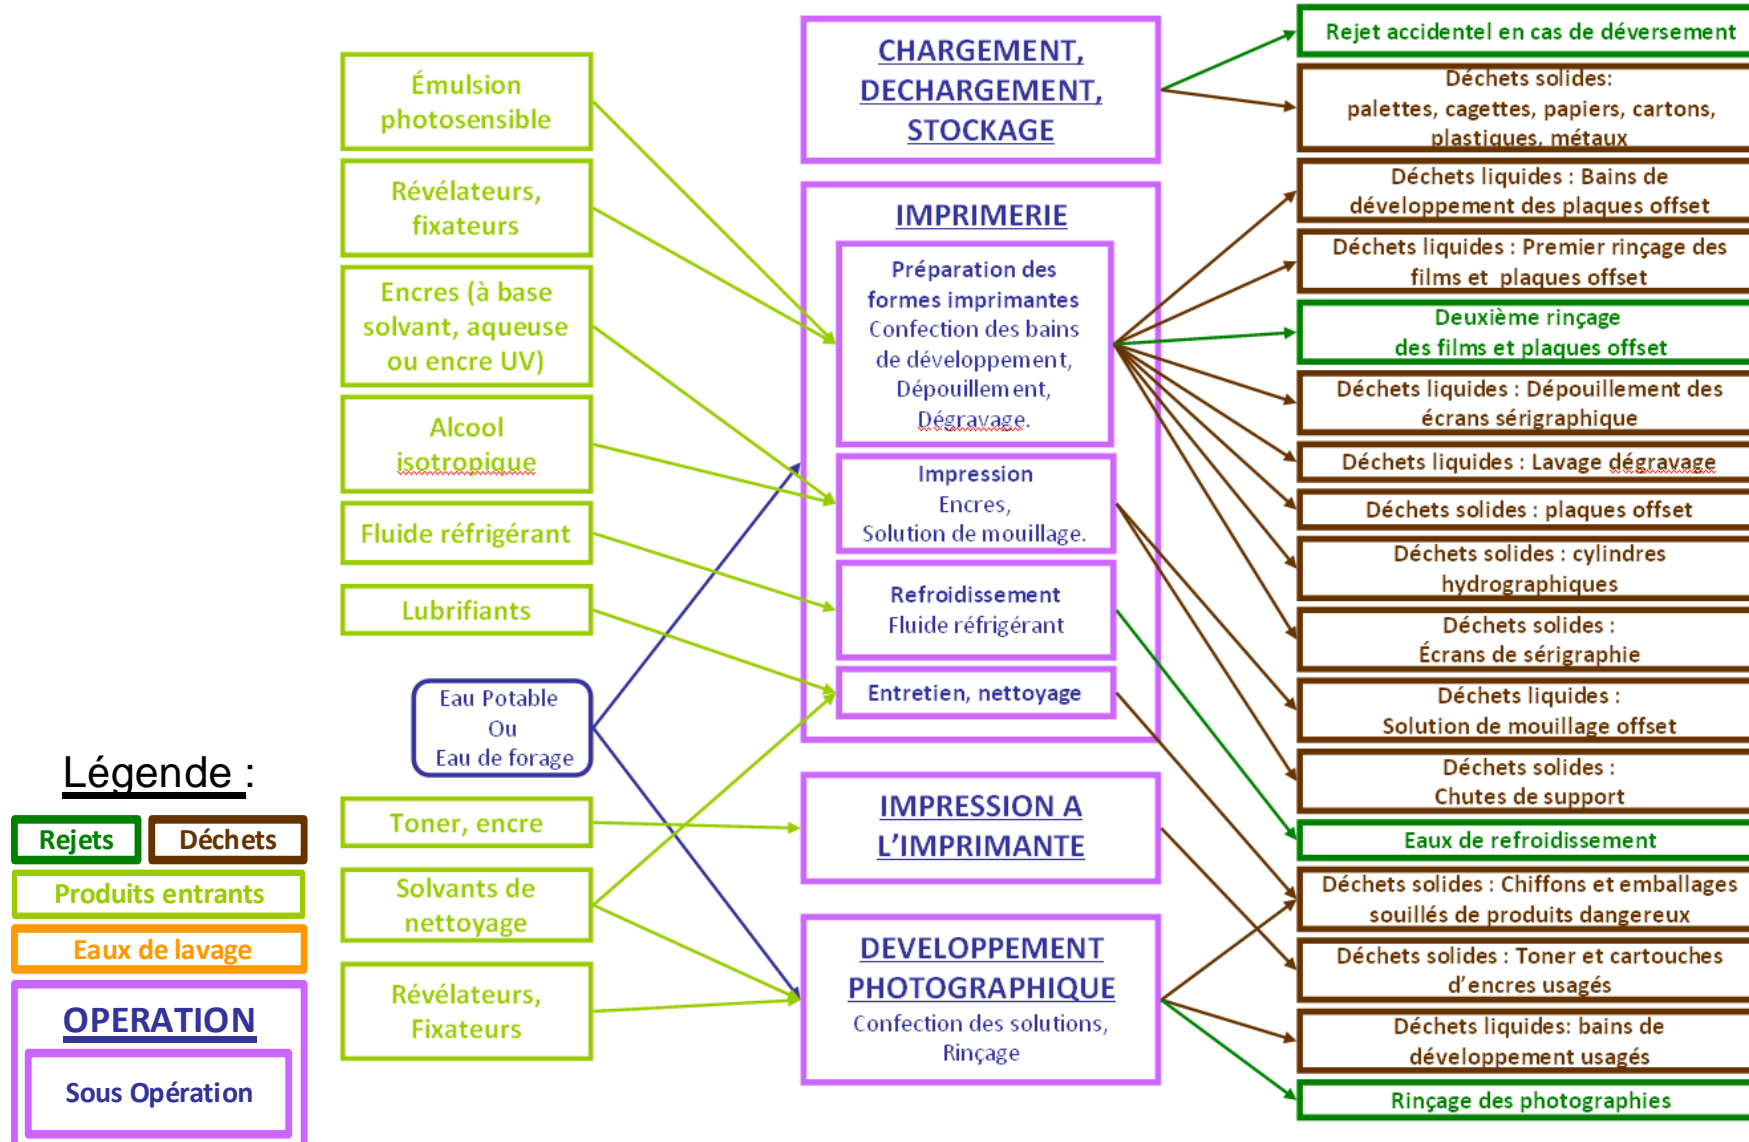 Émulsion
photosensible
Révélateurs,
fixateurs
Encres (à base
solvant, aqueuse
ou encre UV)
Alcool
isotropique
Fluide réfrigérant
Lubrifiants
Eau Potable
Ou
Eau de forage
Toner, encre
Solvants de
nettoyage
Révélateurs,
Fixateurs
Légende :
Rejets
Déchets
Produits entrants
Eaux de lavage
OPERATION
Sous Opération
CHARGEMENT,
DECHARGEMENT,
STOCKAGE
IMPRIMERIE
Préparation des
formes imprimantes
Confection des bains
de développement,
Dépouillement,
Dégravage.
Impression
Encres,
Solution de mouillage.
Refroidissement
Fluide réfrigérant
Entretien, nettoyage
IMPRESSION A
L'IMPRIMANTE
DEVELOPPEMENT
PHOTOGRAPHIQUE
Confection des solutions,
Rinçage
Rejet accidentel en cas de déversement
Déchets solides:
palettes, cagettes, papiers, cartons,
plastiques, métaux
Déchets liquides : Bains de
développement des plaques offset
Déchets liquides : Premier rinçage des
films et plaques offset
Deuxième rinçage
des films et plaques offset
Déchets liquides : Dépouillement des
écrans sérigraphique
Déchets liquides : Lavage dégravage
Déchets solides : plaques offset
Déchets solides : cylindres
hydrographiques
Déchets solides :
Écrans de sérigraphie
Déchets liquides :
Solution de mouillage offset
Déchets solides :
Chutes de support
Eaux de refroidissement
Déchets solides : Chiffons et emballages
souillés de produits dangereux
Déchets solides : Toner et cartouches
d'encres usagés
Déchets liquides: bains de
développement usagés
Rinçage des photographies